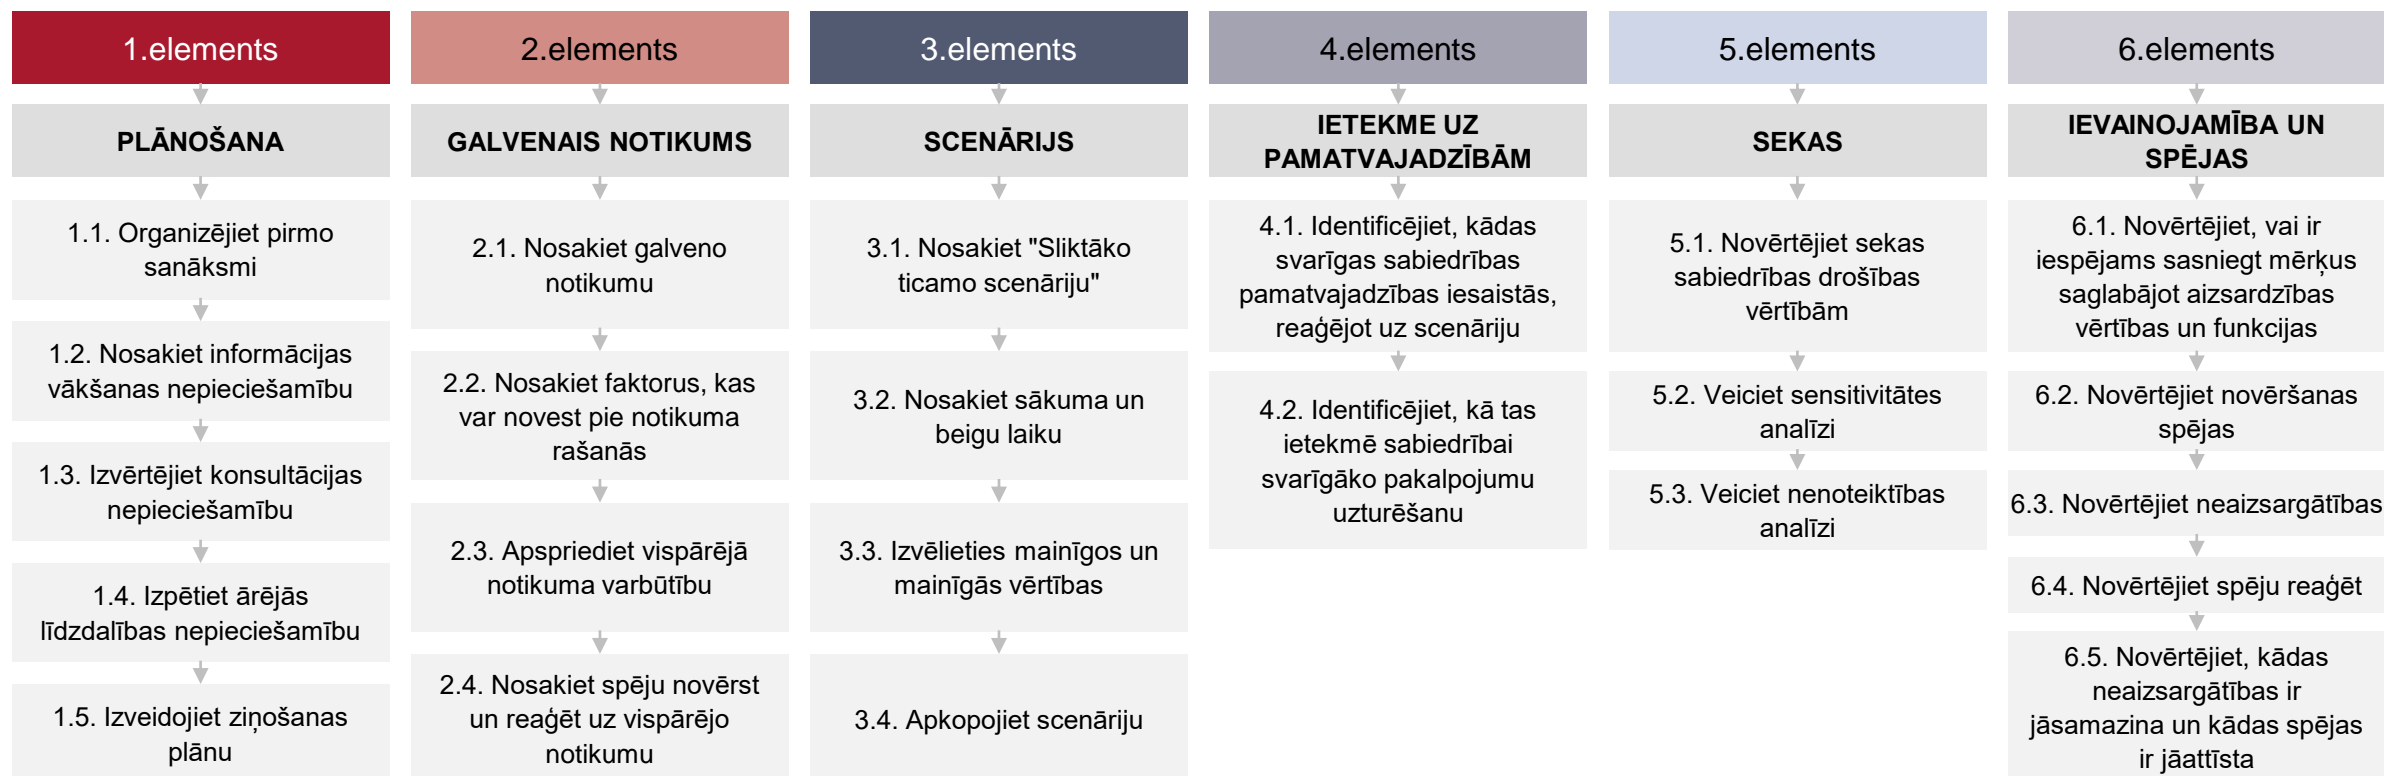 1.elements
PLĀNOŠANA
1.1. Organizējiet pirmo
sanāksmi
1.2. Nosakiet informācijas
vākšanas nepieciešamību
1.3. Izvērtējiet konsultācijas
nepieciešamību
1.4. Izpētiet ārējās
līdzdalības nepieciešamību
1.5. Izveidojiet ziņošanas
plānu
2.elements
GALVENAIS NOTIKUMS
2.1. Nosakiet galveno
notikumu
2.2. Nosakiet faktorus, kas
var novest pie notikuma
rašanās
2.3. Apspriediet vispārējā
notikuma varbūtību
2.4. Nosakiet spēju novērst
un reaģēt uz vispārējo
notikumu
3.elements
SCENĀRIJS
3.1. Nosakiet "Sliktāko
ticamo scenāriju"
3.2. Nosakiet sākuma un
beigu laiku
3.3. Izvēlieties mainīgos un
mainīgās vērtības
3.4. Apkopojiet scenāriju
4.elements
IETEKME UZ
PAMATVAJADZĪBĀM
4.1. Identificējiet, kādas
svarīgas sabiedrības
pamatvajadzības iesaistās,
reaģējot uz scenāriju
4.2. Identificējiet, kā tas
ietekmē sabiedrībai
svarīgāko pakalpojumu
uzturēšanu
5.elements
SEKAS
5.1. Novērtējiet sekas
sabiedrības drošības
vērtībām
5.2. Veiciet sensitivitātes
analīzi
5.3. Veiciet nenoteiktības
analīzi
6.elements
IEVAINOJAMĪBA UN
SPĒJAS
6.1. Novērtējiet, vai ir
iespējams sasniegt mērķus
saglabājot aizsardzības
vērtības un funkcijas
6.2. Novērtējiet novēršanas
spējas
6.3. Novērtējiet neaizsargātības
6.4. Novērtējiet spēju reaģēt
6.5. Novērtējiet, kādas
neaizsargātības ir
jāsamazina un kādas spējas
ir jāattīsta